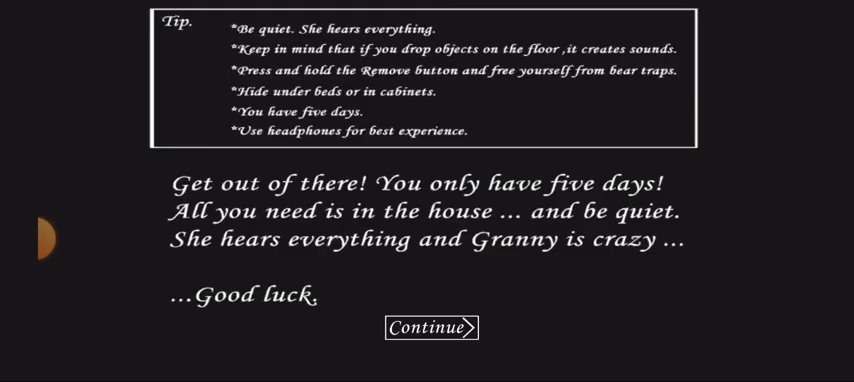 Tip.
*Be quiet. She hears everything.
*Keep in mind that if you drop objects on the floor ,it creates sounds.
*Press and hold the Remove button and free yourself from bear traps.
*Hide under beds or in cabinets.
*You have five days.
*Use headphones for best experience.
Get out of there! You only have five days!
All you need is in the house ... and be quiet.
She hears everything and Granny is crazy ...
...Good luck.
Continue